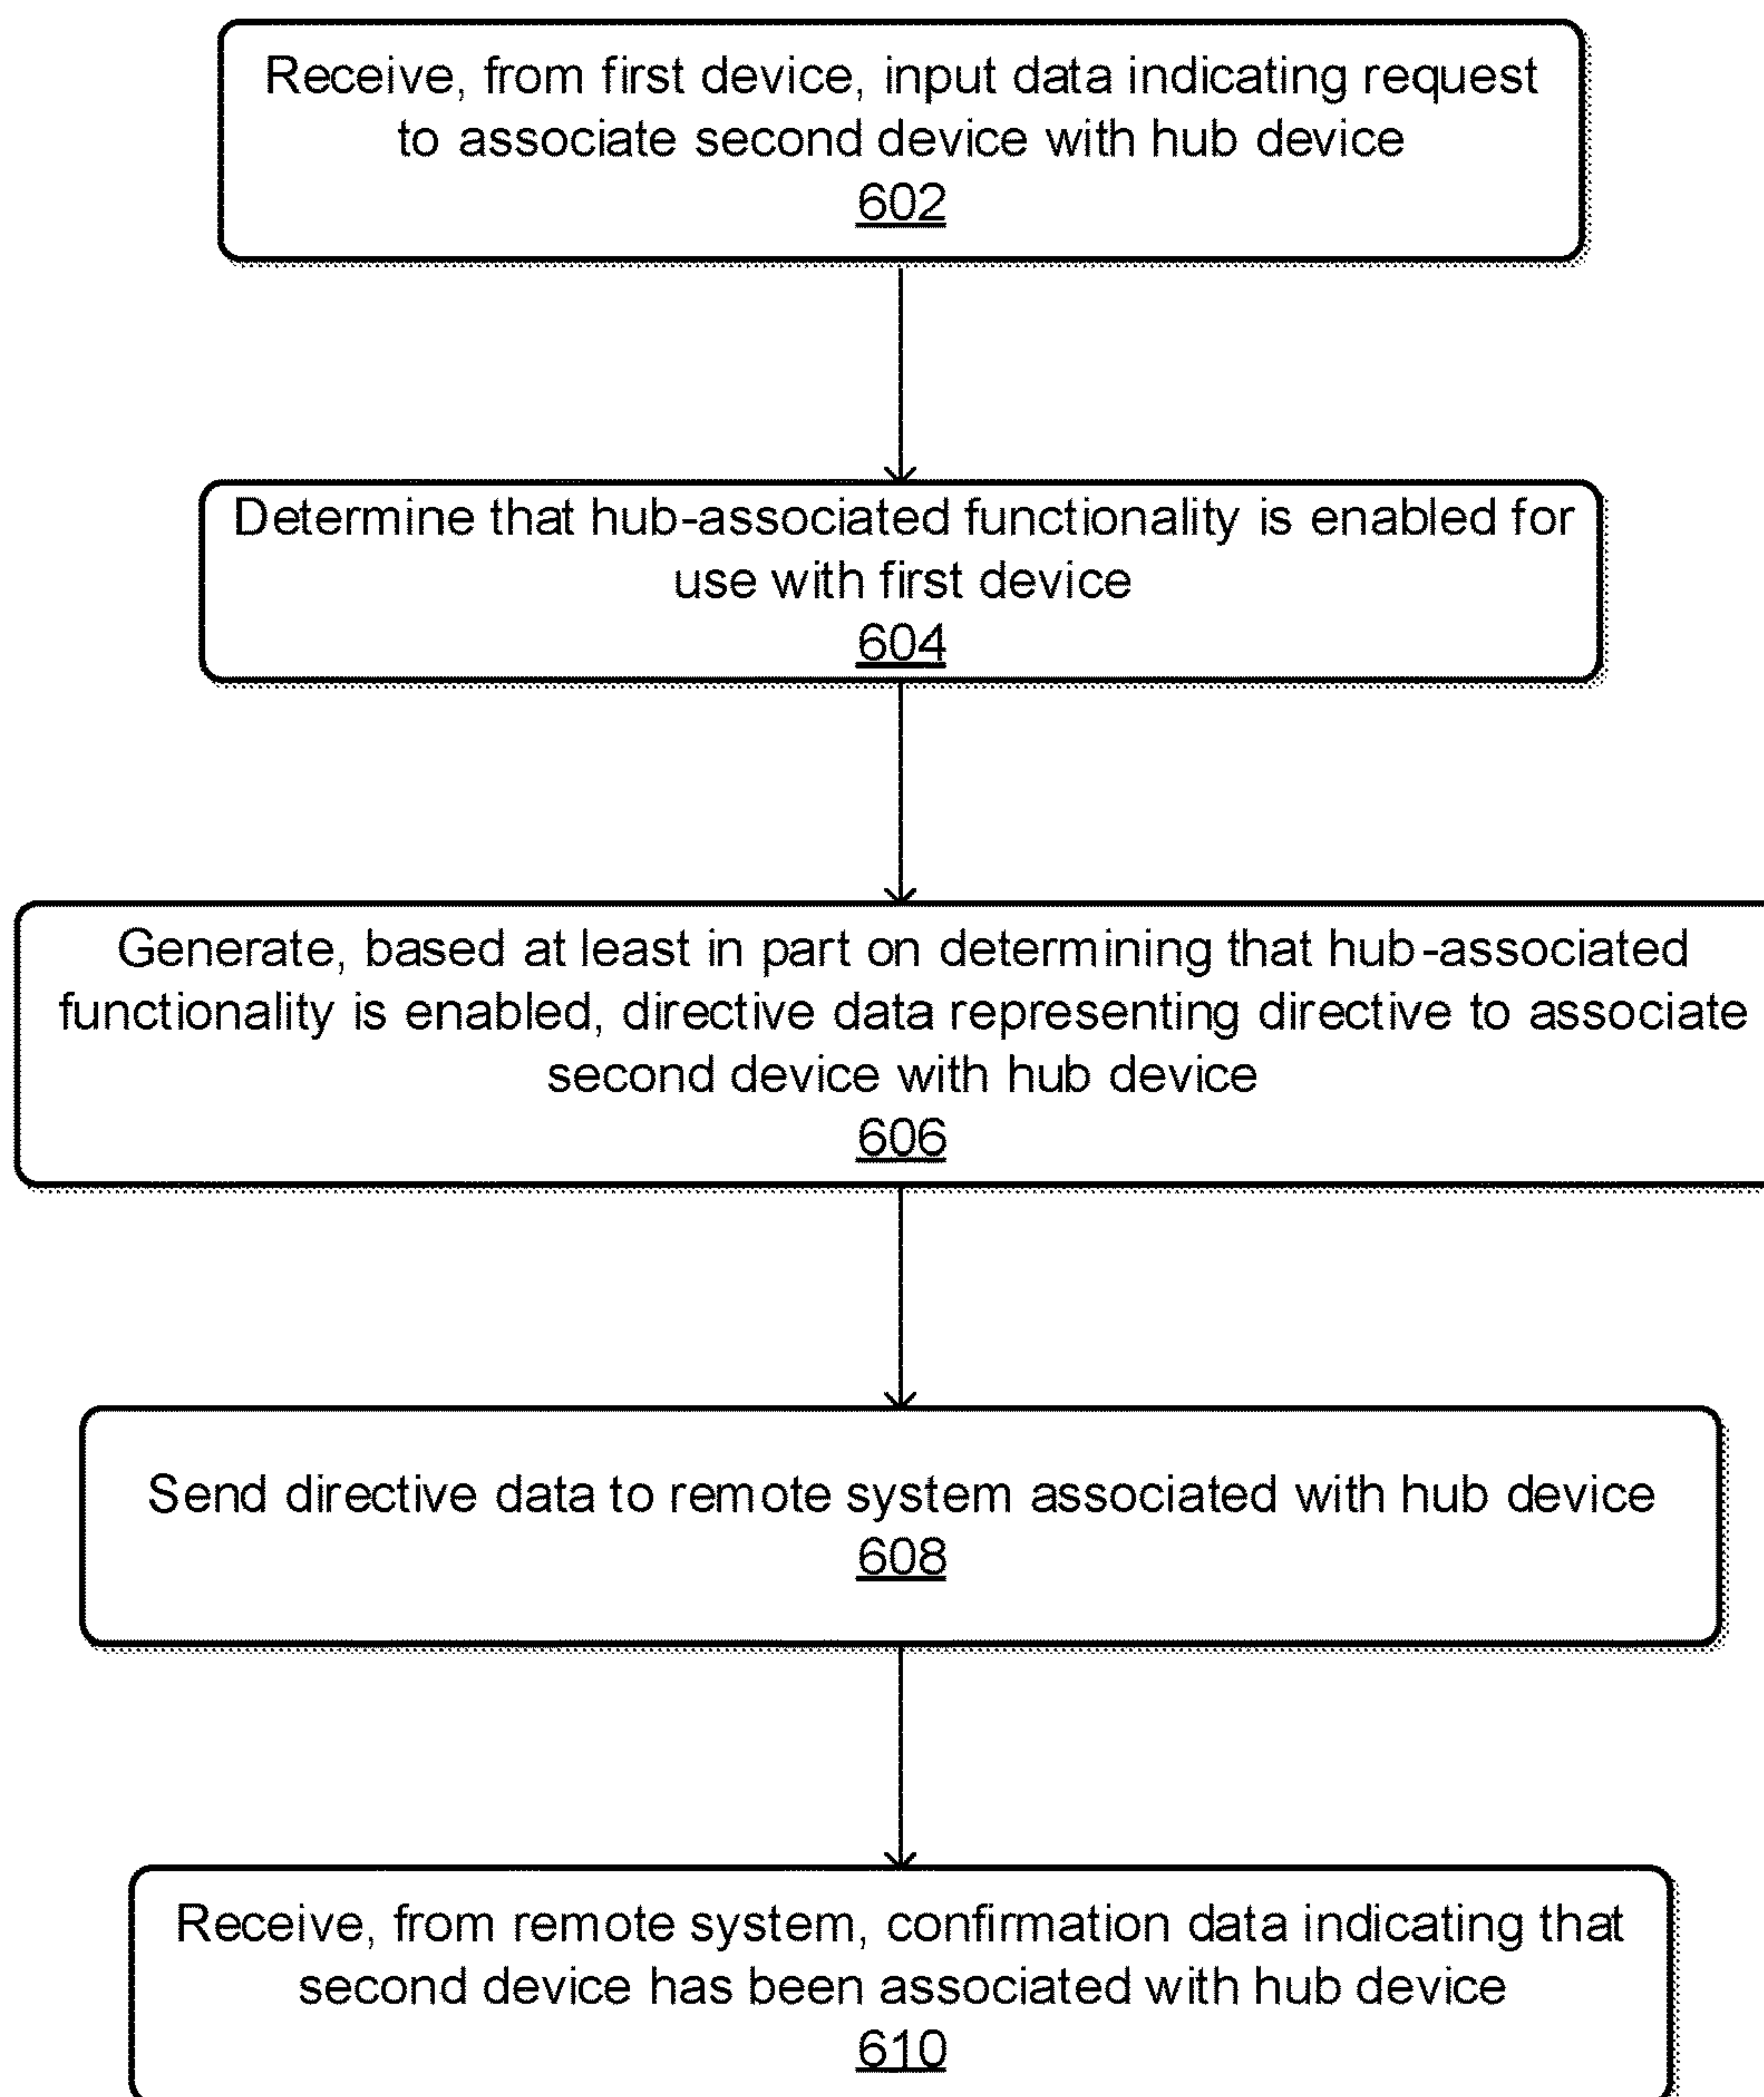 Receive, from first device, input data indicating request
to associate second device with hub device
602
Determine that hub-associated functionality is enabled for
use with first device
604
Generate, based at least in part on determining that hub-associated
functionality is enabled, directive data representing directive to associate
second device with hub device
606
Send directive data to remote system associated with hub device
608
Receive, from remote system, confirmation data indicating that
second device has been associated with hub device
610